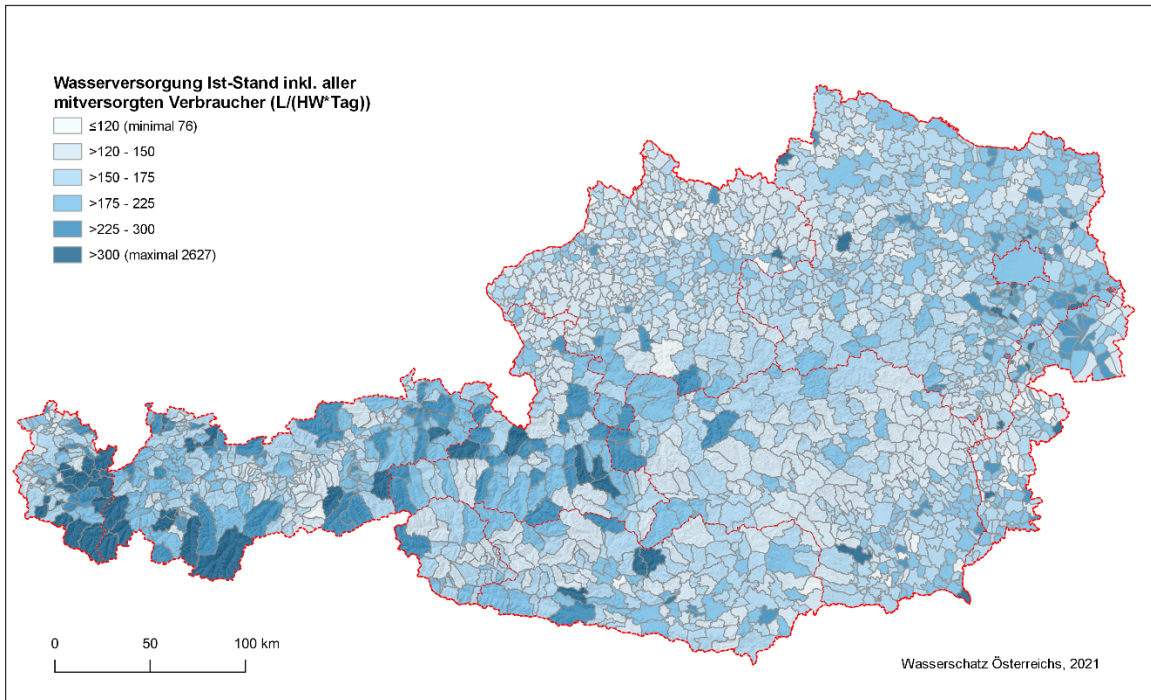 Wasserversorgung Ist-Stand inkl. aller
mitversorgten Verbraucher (L/(HW*Tag))
≤120 (minimal 76)
>120 - 150
>150 - 175
>175 - 225
>225 - 300
>300 (maximal 2627)
0 50 100 km
Wasserschatz Österreichs, 2021